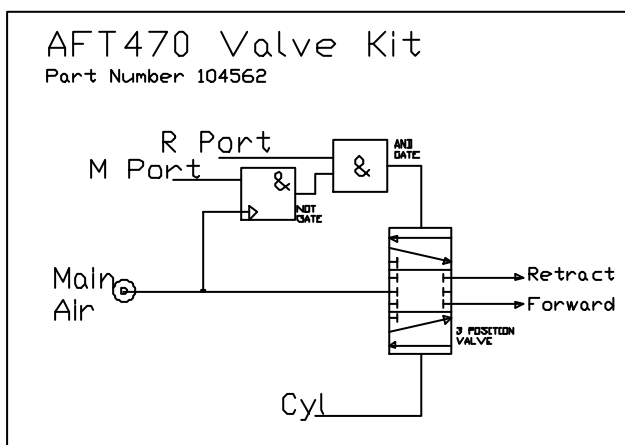 AFT470 Valve Kit
Part Number 104562
R Port
AND
GATE
M Port
&
&
NOT
GATE
Main
Air
Retract
Forward
3 POSITION
VALVE
Cyl